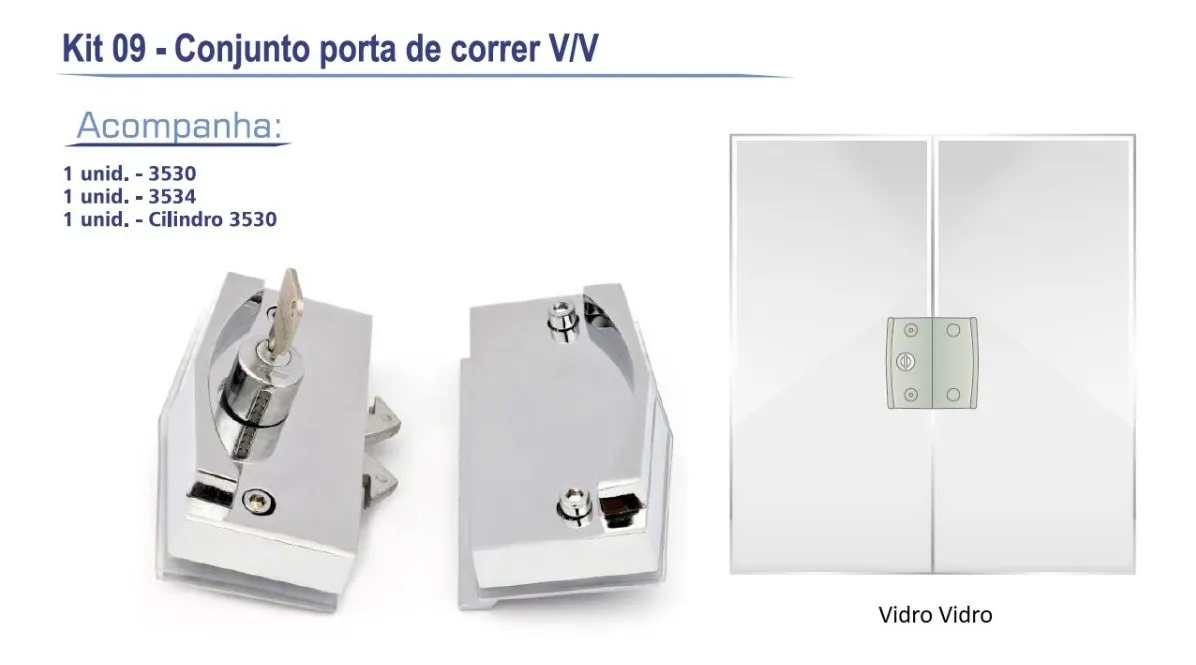 Kit 09 - Conjunto porta de correr V/V
Acompanha:
1 unid. - 3530
1 unid. - 3534
1 unid. - Cilindro 3530
Vidro Vidro